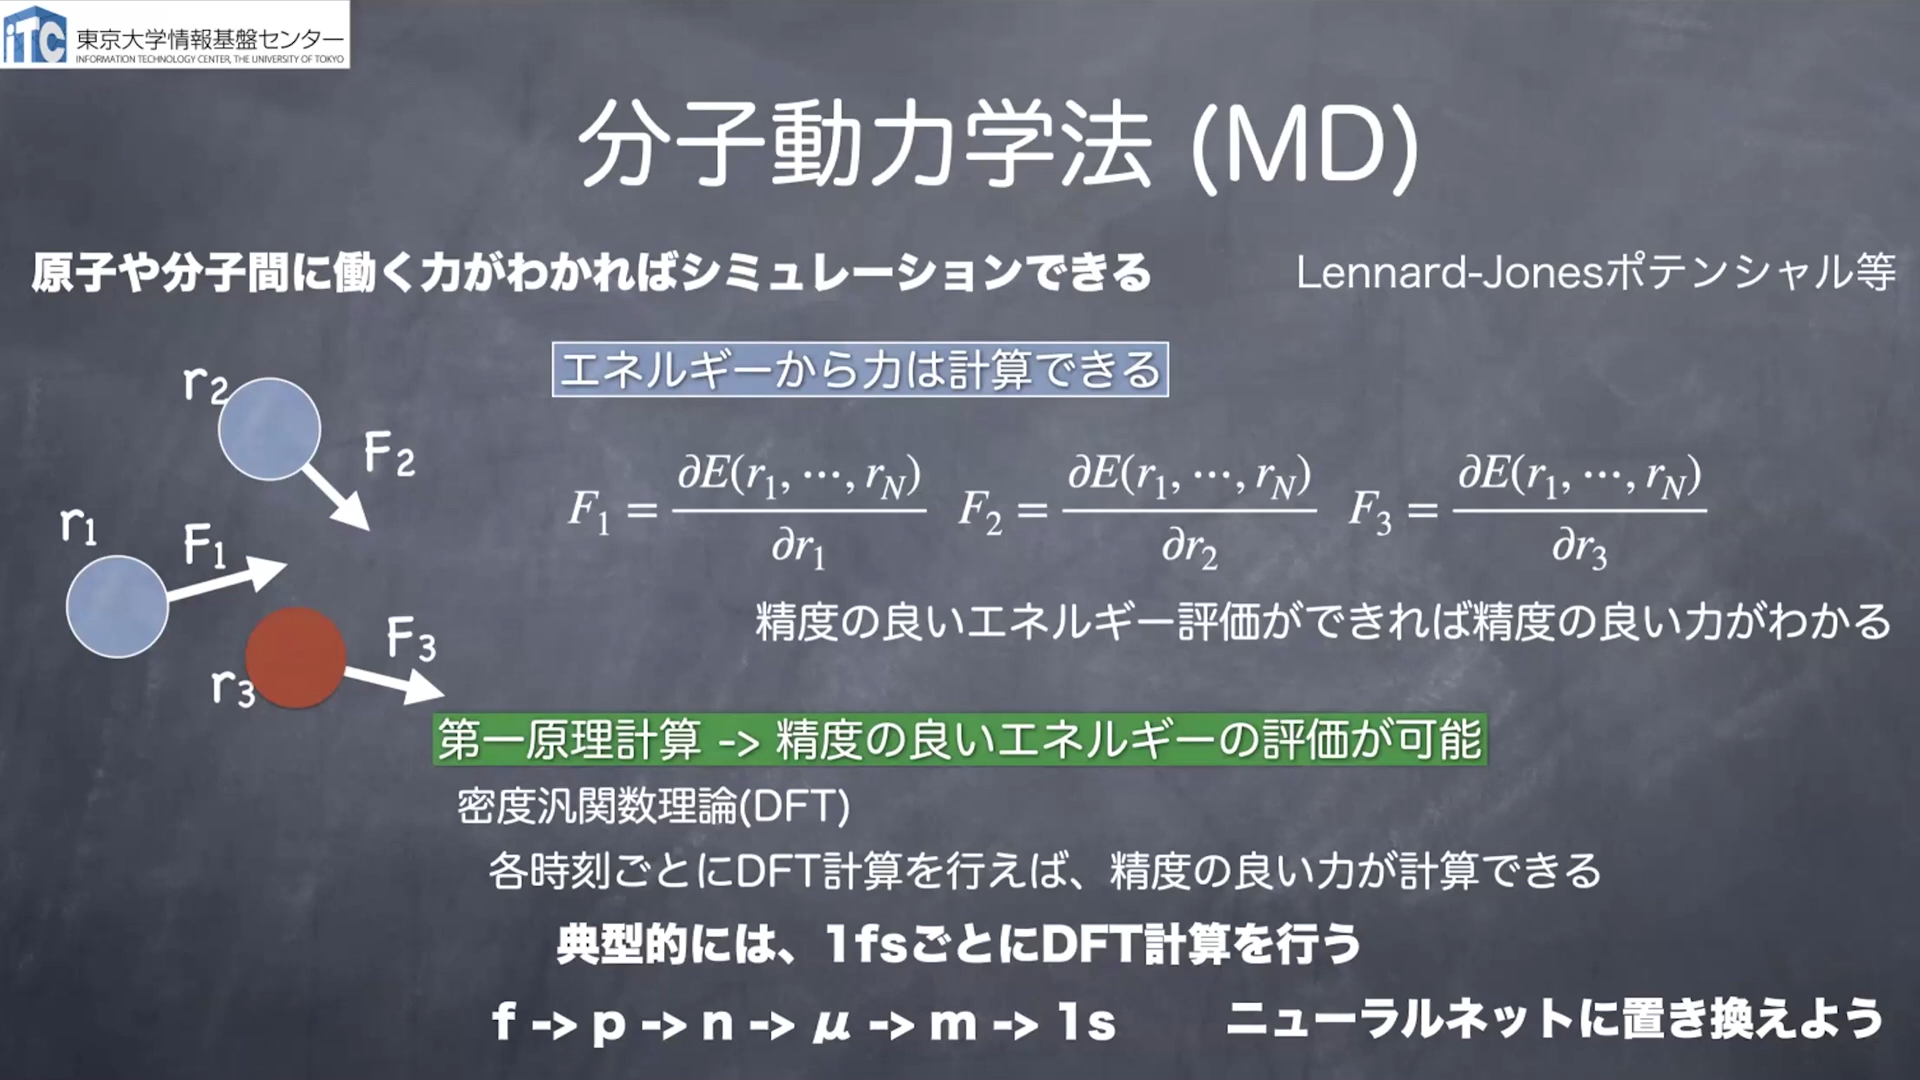 iTC 東京大学情報基盤センター
INFORMATION TECHNOLOGY CENTER, THE UNIVERSITY OF TOKYO
分子動力学法 (MD)
原子や分子間に働く力がわかればシミュレーションできる
Lennard-Jonesポテンシャル等
エネルギーから力は計算できる
r2
F2
r1
F1
r3
F3
F₁ = ∂E(r₁, ⋯, r_N) / ∂r₁ F₂ = ∂E(r₁, ⋯, r_N) / ∂r₂ F₃ = ∂E(r₁, ⋯, r_N) / ∂r₃
精度の良いエネルギー評価ができれば精度の良い力がわかる
第一原理計算 -> 精度の良いエネルギーの評価が可能
密度汎関数理論(DFT)
各時刻ごとにDFT計算を行えば、精度の良い力が計算できる
典型的には、1fsごとにDFT計算を行う
f -> p -> n -> μ -> m -> 1s
ニューラルネットに置き換えよう